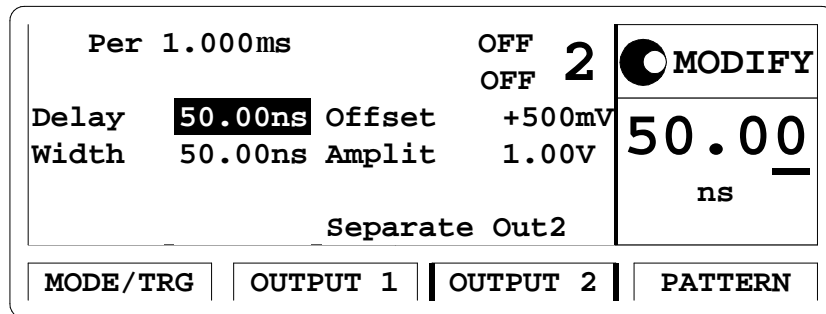 Per 1.000ms OFF 2 MODIFY
OFF
Delay 50.00ns Offset +500mV 50.00
Width 50.00ns Amplit 1.00V
ns
Separate Out2
MODE/TRG OUTPUT 1 OUTPUT 2 PATTERN